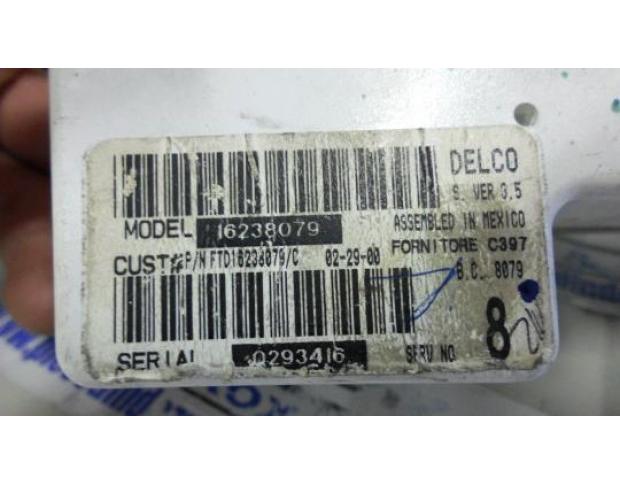 DELCO
S. VER 3.5
MODEL 16238079
ASSEMBLED IN MEXICO
FORNITORE C397
CUST# P/N FTD16238079/C 02-29-00
B.C. 8079
SERIAL 0293416
SERV NO
8